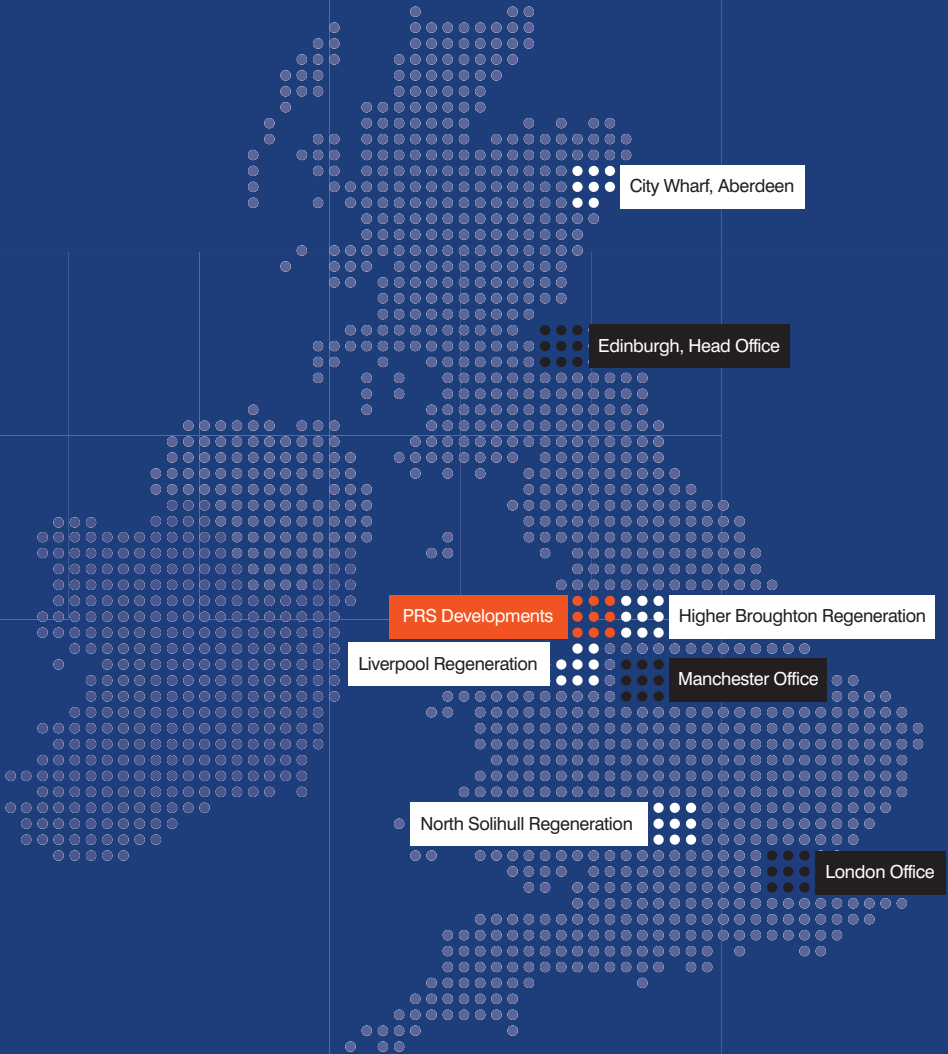 City Wharf, Aberdeen
Edinburgh, Head Office
PRS Developments
Higher Broughton Regeneration
Liverpool Regeneration
Manchester Office
North Solihull Regeneration
London Office